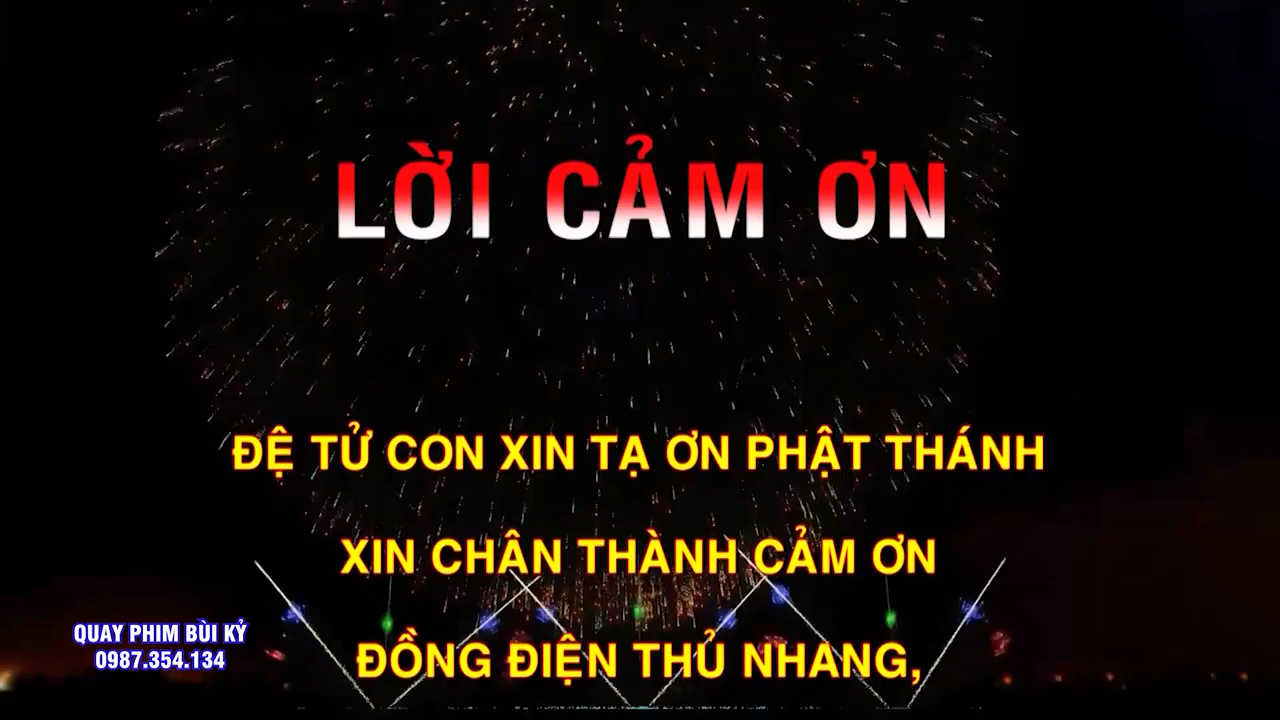 LỜI CẢM ƠN
ĐỆ TỬ CON XIN TẠ ƠN PHẬT THÁNH
XIN CHÂN THÀNH CẢM ƠN
ĐỒNG ĐIỆN THỦ NHANG,
QUAY PHIM BÙI KỶ
0987.354.134